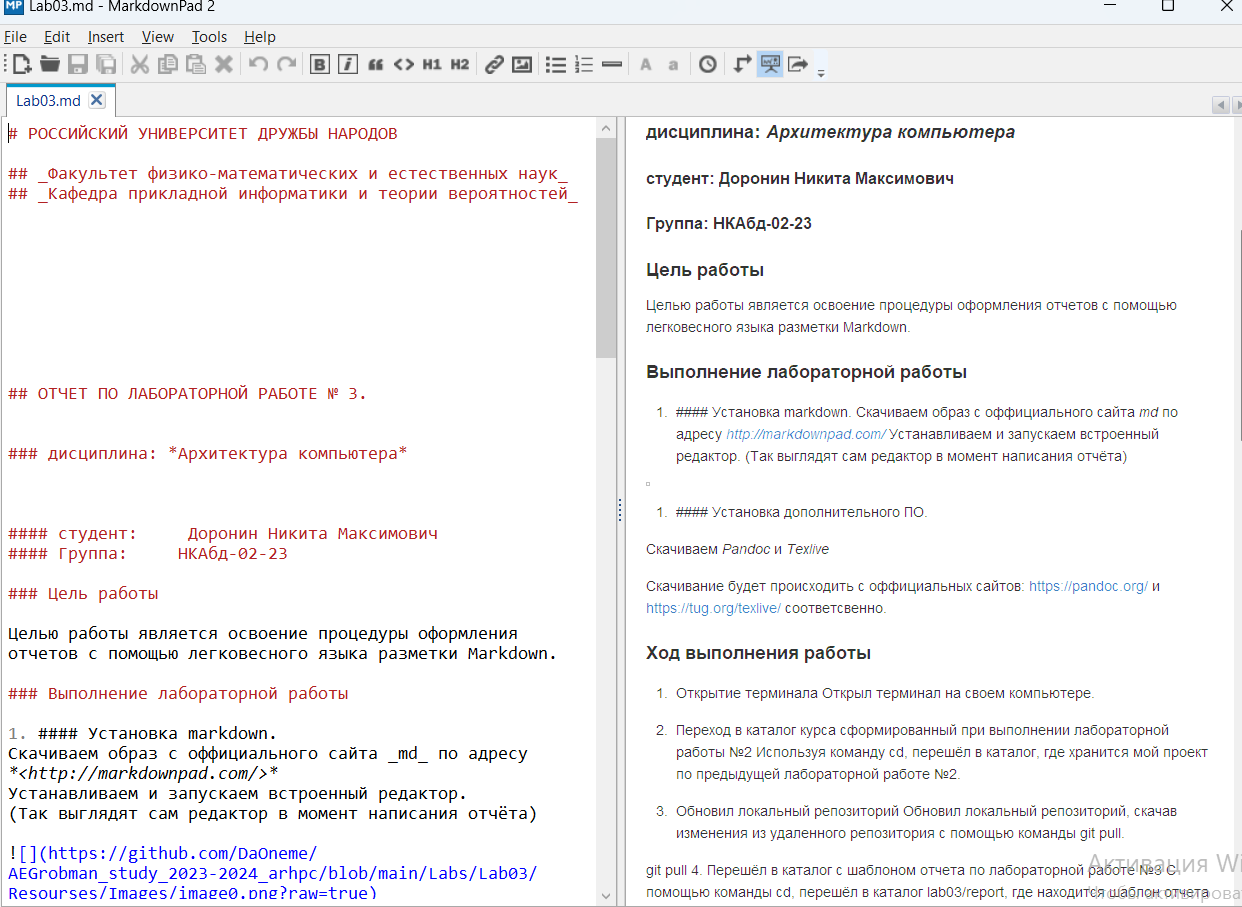 MP Lab03.md - MarkdownPad 2
File Edit Insert View Tools Help
B i H1 H2 A a
Lab03.md
# РОССИЙСКИЙ УНИВЕРСИТЕТ ДРУЖБЫ НАРОДОВ
## _Факультет физико-математических и естественных наук_
## _Кафедра прикладной информатики и теории вероятностей_
## ОТЧЕТ ПО ЛАБОРАТОРНОЙ РАБОТЕ № 3.
### дисциплина: *Архитектура компьютера*
#### студент: Доронин Никита Максимович
#### Группа: НКАбд-02-23
### Цель работы
Целью работы является освоение процедуры оформления
отчетов с помощью легковесного языка разметки Markdown.
### Выполнение лабораторной работы
1. #### Установка markdown.
Скачиваем образ с оффициального сайта _md_ по адресу
*<http://markdownpad.com/>*
Устанавливаем и запускаем встроенный редактор.
(Так выглядят сам редактор в момент написания отчёта)
![](https://github.com/DaOneme/
AEGrobman_study_2023-2024_arhpc/blob/main/Labs/Lab03/
Resourses/Images/image0.png?raw=true)
дисциплина: Архитектура компьютера
студент: Доронин Никита Максимович
Группа: НКАбд-02-23
Цель работы
Целью работы является освоение процедуры оформления отчетов с помощью
легковесного языка разметки Markdown.
Выполнение лабораторной работы
1. #### Установка markdown. Скачиваем образ с оффициального сайта md по
адресу http://markdownpad.com/ Устанавливаем и запускаем встроенный
редактор. (Так выглядят сам редактор в момент написания отчёта)
1. #### Установка дополнительного ПО.
Скачиваем Pandoc и Texlive
Скачивание будет происходить с оффициальных сайтов: https://pandoc.org/ и
https://tug.org/texlive/ соответсвенно.
Ход выполнения работы
1. Открытие терминала Открыл терминал на своем компьютере.
2. Переход в каталог курса сформированный при выполнении лабораторной
работы №2 Используя команду cd, перешёл в каталог, где хранится мой проект
по предыдущей лабораторной работе №2.
3. Обновил локальный репозиторий Обновил локальный репозиторий, скачав
изменения из удаленного репозитория с помощью команды git pull.
git pull 4. Перешёл в каталог с шаблоном отчета по лабораторной работе №3 С
помощью команды cd, перешёл в каталог lab03/report, где находится шаблон отчета
Активация Wi
Чтобы активирова